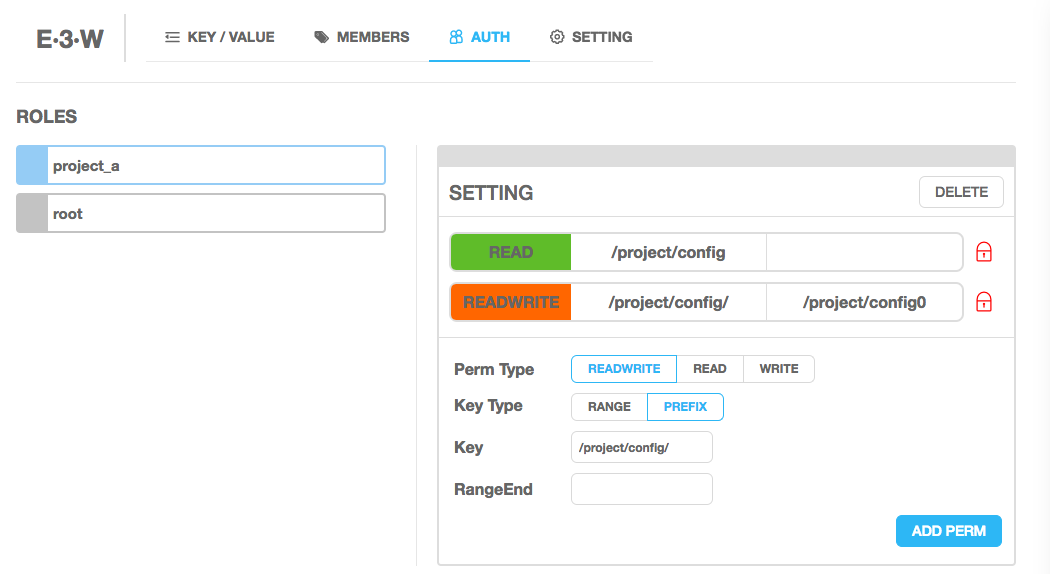 E·3·W
KEY / VALUE MEMBERS AUTH SETTING
ROLES
project_a
root
SETTING DELETE
READ /project/config
READWRITE /project/config/ /project/config0
Perm Type READWRITE READ WRITE
Key Type RANGE PREFIX
Key /project/config/
RangeEnd
ADD PERM